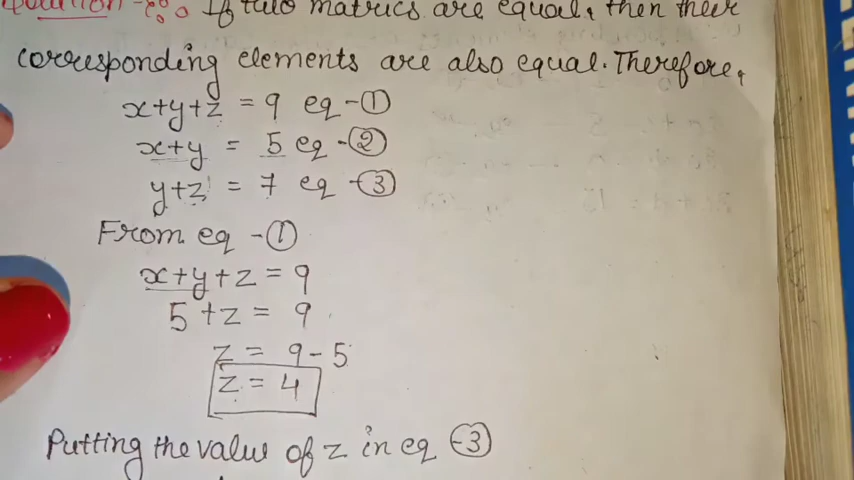 Solution -: If two matrics are equal, then their
corresponding elements are also equal. Therefore,
x+y+z = 9 eq-①
x+y = 5 eq-②
y+z = 7 eq-③
From eq-①
x+y+z = 9
5+z = 9
z = 9-5
z = 4
Putting the value of z in eq-③